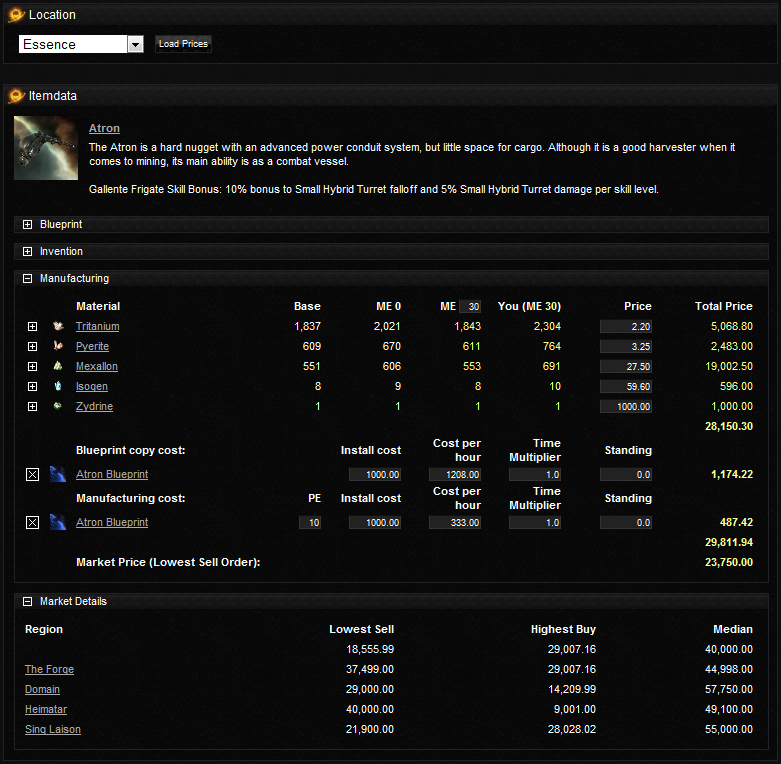 Location
Essence Load Prices
Itemdata
Atron
The Atron is a hard nugget with an advanced power conduit system, but little space for cargo. Although it is a good harvester when it
comes to mining, its main ability is as a combat vessel.
Gallente Frigate Skill Bonus: 10% bonus to Small Hybrid Turret falloff and 5% Small Hybrid Turret damage per skill level.
Blueprint
Invention
Manufacturing
Material Base ME 0 ME 30 You (ME 30) Price Total Price
Tritanium 1,837 2,021 1,843 2,304 2.20 5,068.80
Pyerite 609 670 611 764 3.25 2,483.00
Mexallon 551 606 553 691 27.50 19,002.50
Isogen 8 9 8 10 59.60 596.00
Zydrine 1 1 1 1 1000.00 1,000.00
28,150.30
Blueprint copy cost: Install cost Cost per hour Time Multiplier Standing
Atron Blueprint 1000.00 1208.00 1.0 0.0 1,174.22
Manufacturing cost: PE Install cost Cost per hour Time Multiplier Standing
Atron Blueprint 10 1000.00 333.00 1.0 0.0 487.42
29,811.94
Market Price (Lowest Sell Order): 23,750.00
Market Details
Region Lowest Sell Highest Buy Median
18,555.99 29,007.16 40,000.00
The Forge 37,499.00 29,007.16 44,998.00
Domain 29,000.00 14,209.99 57,750.00
Heimatar 40,000.00 9,001.00 49,100.00
Sinq Laison 21,900.00 28,028.02 55,000.00